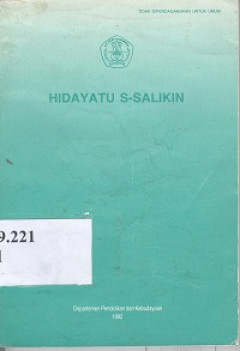 TIDAK DIPERDAGANGKAN UNTUK UMUM
HIDAYATU S-SALIKIN
9.221
Departemen Pendidikan dan Kebudayaan
1992